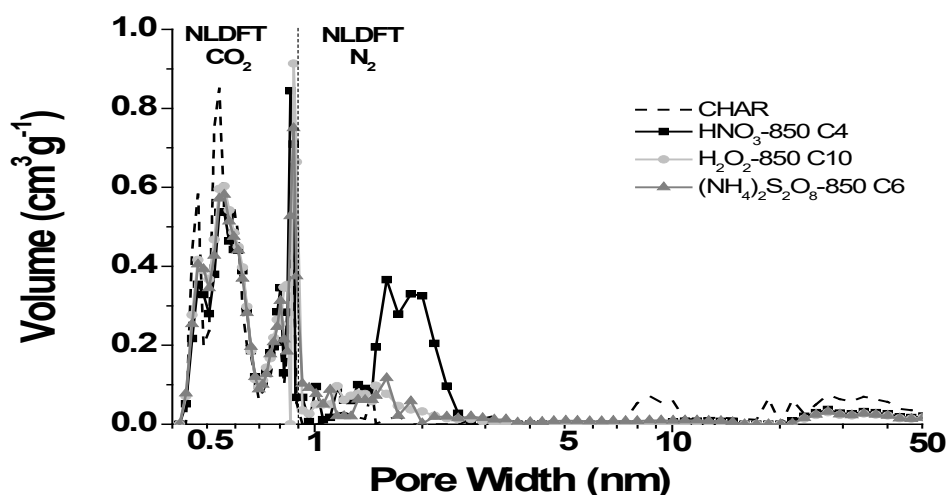 NLDFT
CO₂
NLDFT
N₂
1.0
0.8
0.6
0.4
0.2
0.0
Volume (cm³g⁻¹)
CHAR
HNO₃-850 C4
H₂O₂-850 C10
(NH₄)₂S₂O₈-850 C6
0.5 1 5 10 50
Pore Width (nm)